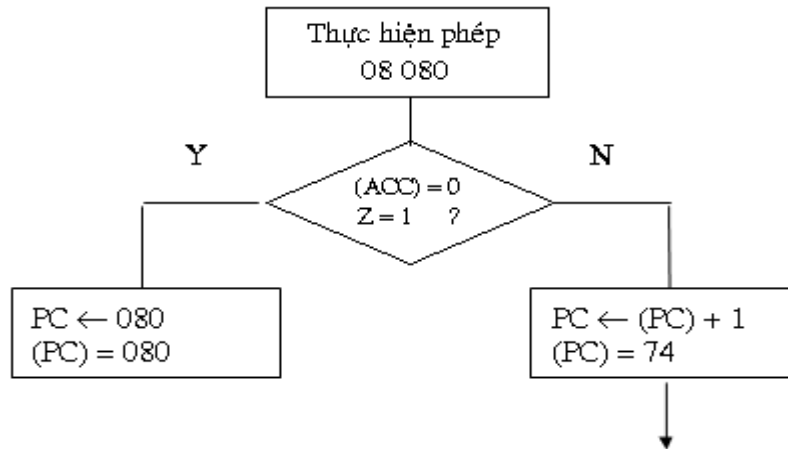 Thực hiện phép
08 080
Y
N
(ACC) = 0
Z = 1 ?
PC ← 080
(PC) = 080
PC ← (PC) + 1
(PC) = 74